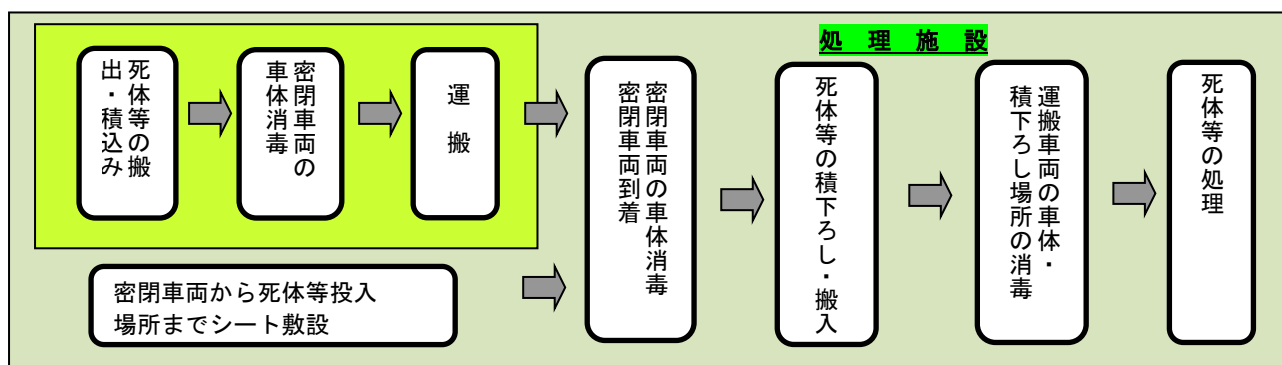 処 理 施 設
死体等の搬
出・積込み
密閉車両の
車体消毒
運 搬
密閉車両から死体等投入
場所までシート敷設
密閉車両の車体消毒
密閉車両到着
死体等の積下ろし・搬入
運搬車両の車体・
積下ろし場所の消毒
死体等の処理